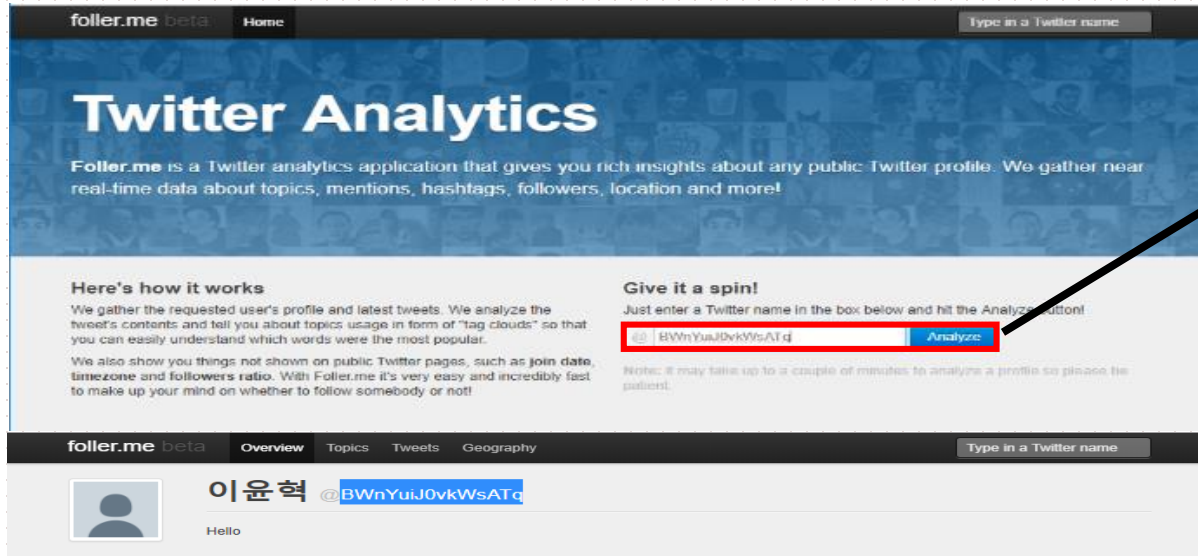 foller.me beta Home Type in a Twitter name
Twitter Analytics
Foller.me is a Twitter analytics application that gives you rich insights about any public Twitter profile. We gather near
real-time data about topics, mentions, hashtags, followers, location and more!
Here's how it works
We gather the requested user's profile and latest tweets. We analyze the
tweet's contents and tell you about topics usage in form of "tag clouds" so that
you can easily understand which words were the most popular.
We also show you things not shown on public Twitter pages, such as join date,
timezone and followers ratio. With Foller.me it's very easy and incredibly fast
to make up your mind on whether to follow somebody or not!
Give it a spin!
Just enter a Twitter name in the box below and hit the Analyze button!
@ BWnYuiJ0vkWsATq Analyze
Note: it may take up to a couple of minutes to analyze a profile so please be
patient.
foller.me beta Overview Topics Tweets Geography Type in a Twitter name
이윤혁 @BWnYuiJ0vkWsATq
Hello